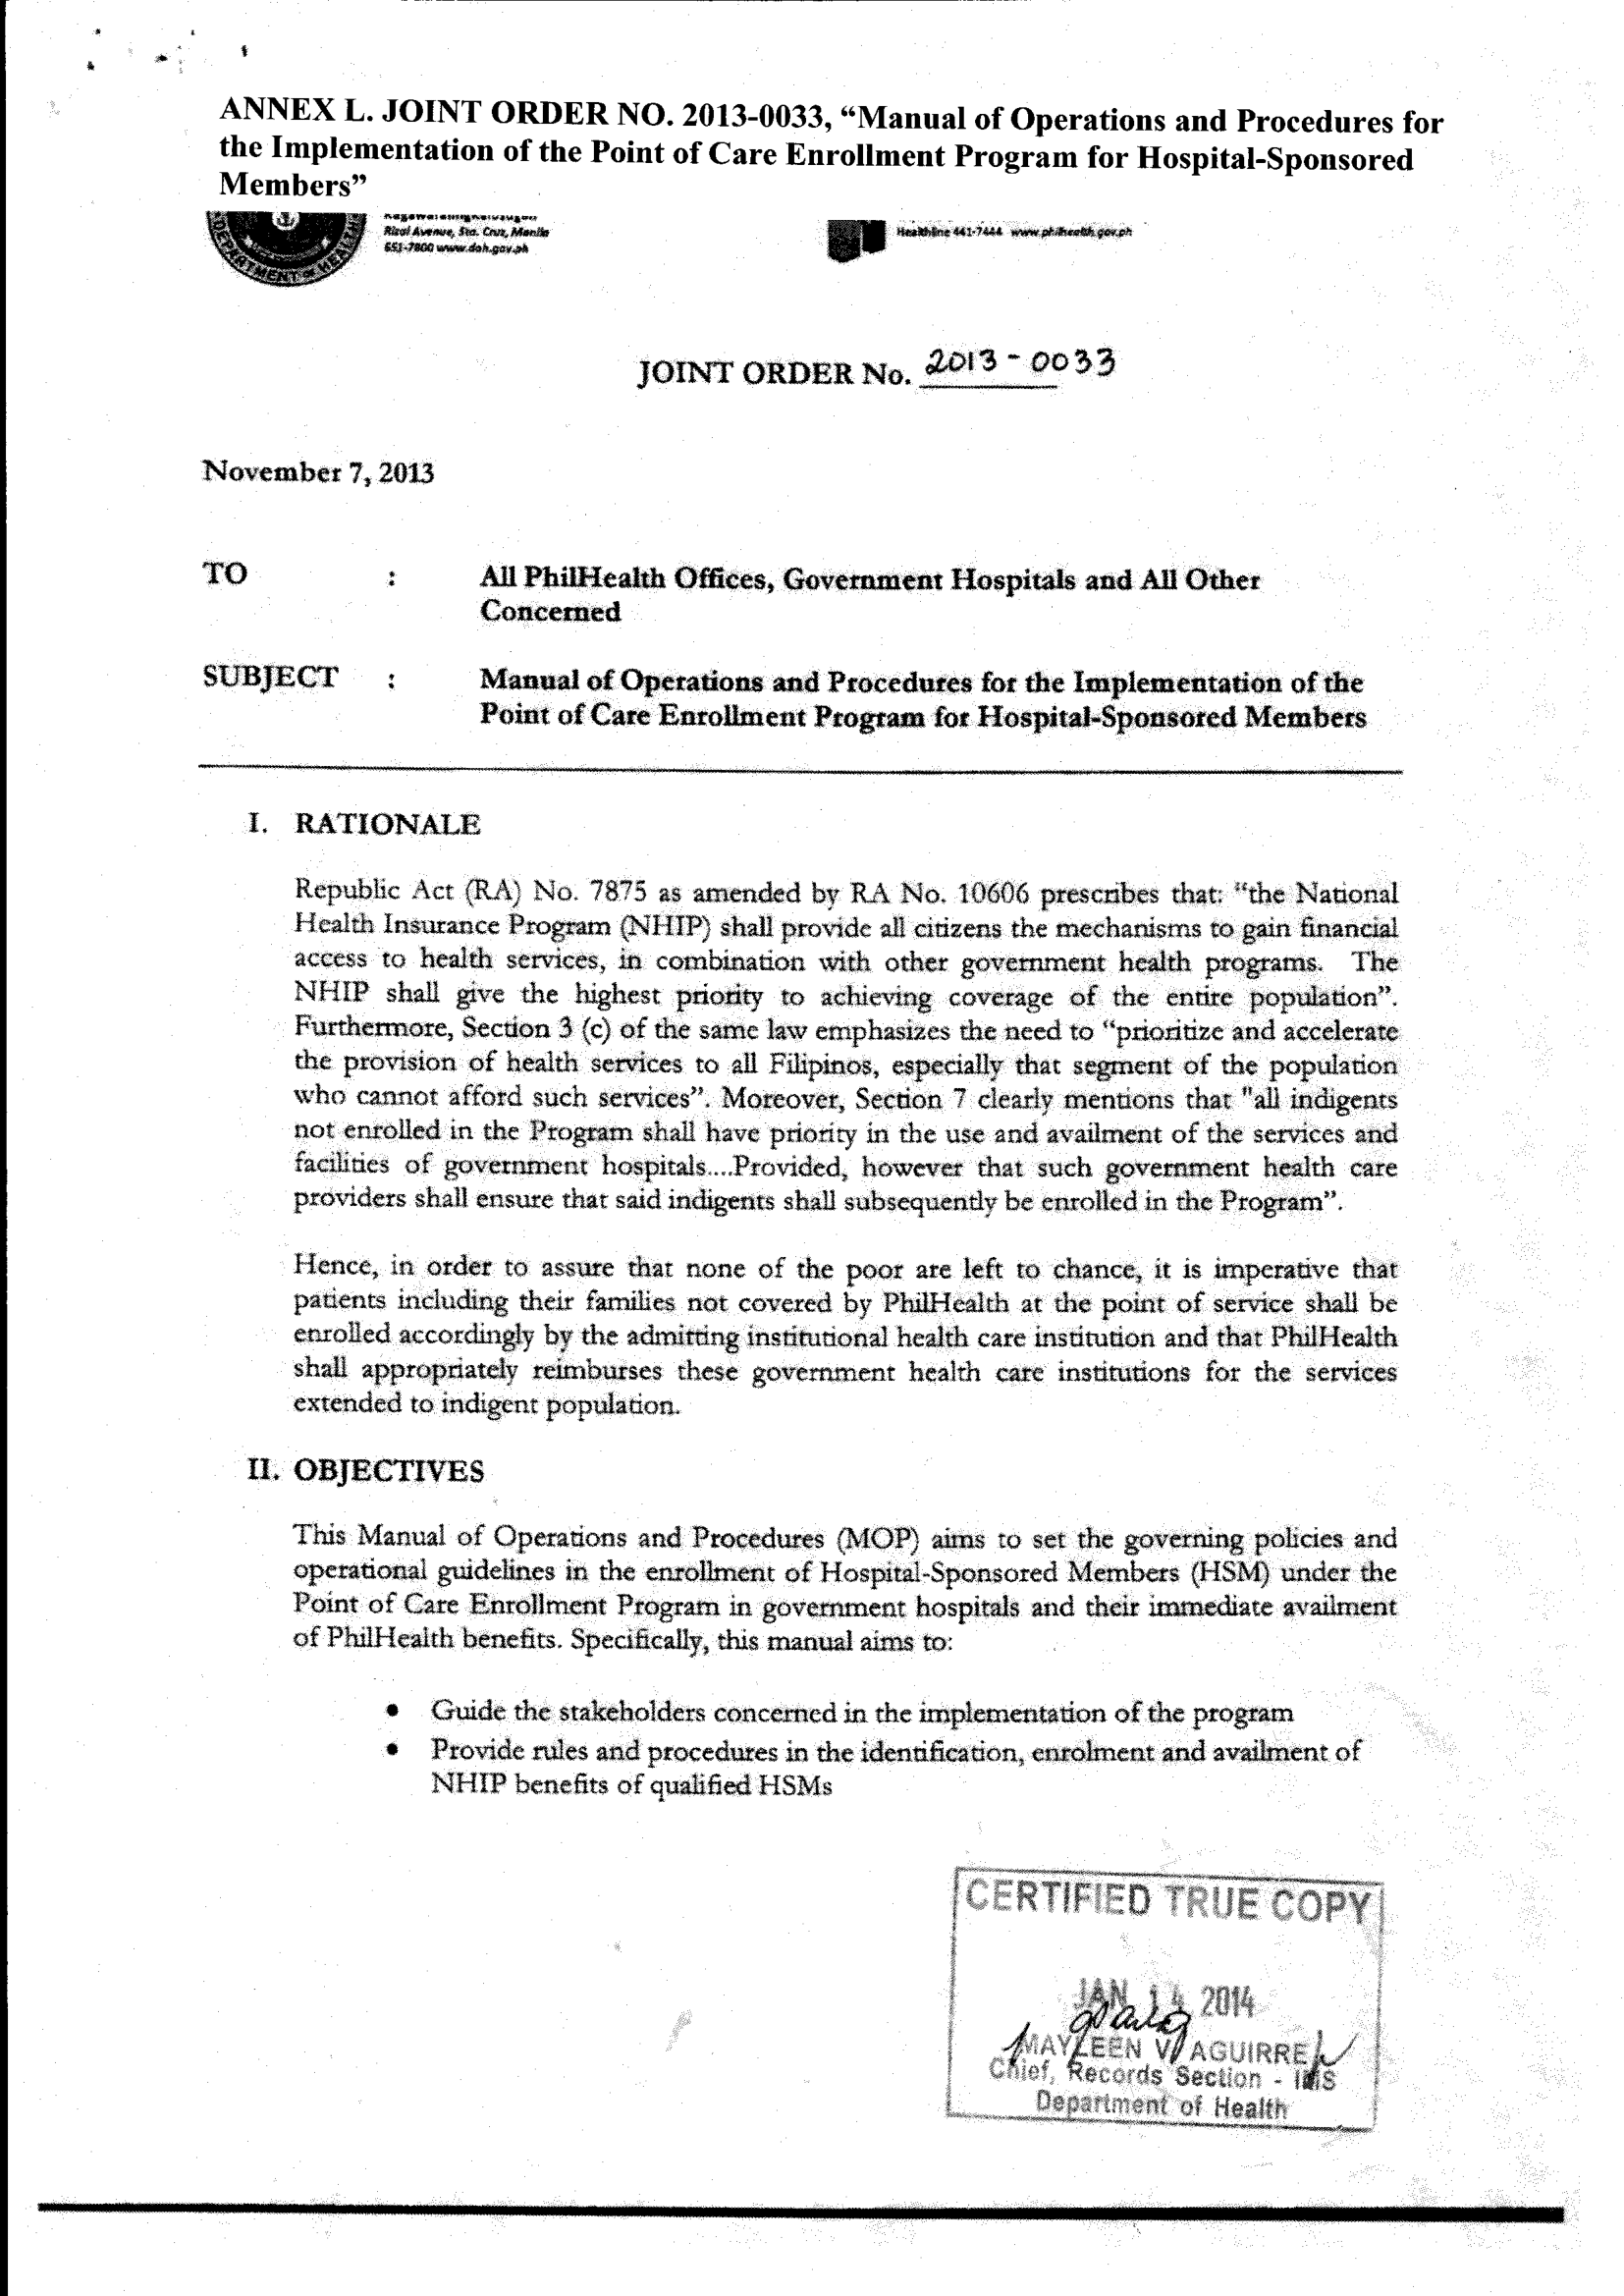 ANNEX L. JOINT ORDER NO. 2013-0033, “Manual of Operations and Procedures for
the Implementation of the Point of Care Enrollment Program for Hospital-Sponsored
Members”
DEPARTMENT OF HEALTH
Rizal Avenue, Sta. Cruz, Manila
651-7800 www.doh.gov.ph
Healthline 441-7444 www.philhealth.gov.ph
JOINT ORDER No. 2013-0033
November 7, 2013
TO : All PhilHealth Offices, Government Hospitals and All Other
Concerned
SUBJECT : Manual of Operations and Procedures for the Implementation of the
Point of Care Enrollment Program for Hospital-Sponsored Members
I. RATIONALE
Republic Act (RA) No. 7875 as amended by RA No. 10606 prescribes that: “the National
Health Insurance Program (NHIP) shall provide all citizens the mechanisms to gain financial
access to health services, in combination with other government health programs. The
NHIP shall give the highest priority to achieving coverage of the entire population”.
Furthermore, Section 3 (c) of the same law emphasizes the need to “prioritize and accelerate
the provision of health services to all Filipinos, especially that segment of the population
who cannot afford such services”. Moreover, Section 7 clearly mentions that "all indigents
not enrolled in the Program shall have priority in the use and availment of the services and
facilities of government hospitals....Provided, however that such government health care
providers shall ensure that said indigents shall subsequently be enrolled in the Program”.
Hence, in order to assure that none of the poor are left to chance, it is imperative that
patients including their families not covered by PhilHealth at the point of service shall be
enrolled accordingly by the admitting institutional health care institution and that PhilHealth
shall appropriately reimburses these government health care institutions for the services
extended to indigent population.
II. OBJECTIVES
This Manual of Operations and Procedures (MOP) aims to set the governing policies and
operational guidelines in the enrollment of Hospital-Sponsored Members (HSM) under the
Point of Care Enrollment Program in government hospitals and their immediate availment
of PhilHealth benefits. Specifically, this manual aims to:
• Guide the stakeholders concerned in the implementation of the program
• Provide rules and procedures in the identification, enrolment and availment of
NHIP benefits of qualified HSMs
CERTIFIED TRUE COPY
JAN 14 2014
MAYLEEN V. AGUIRRE
Chief, Records Section - IMS
Department of Health